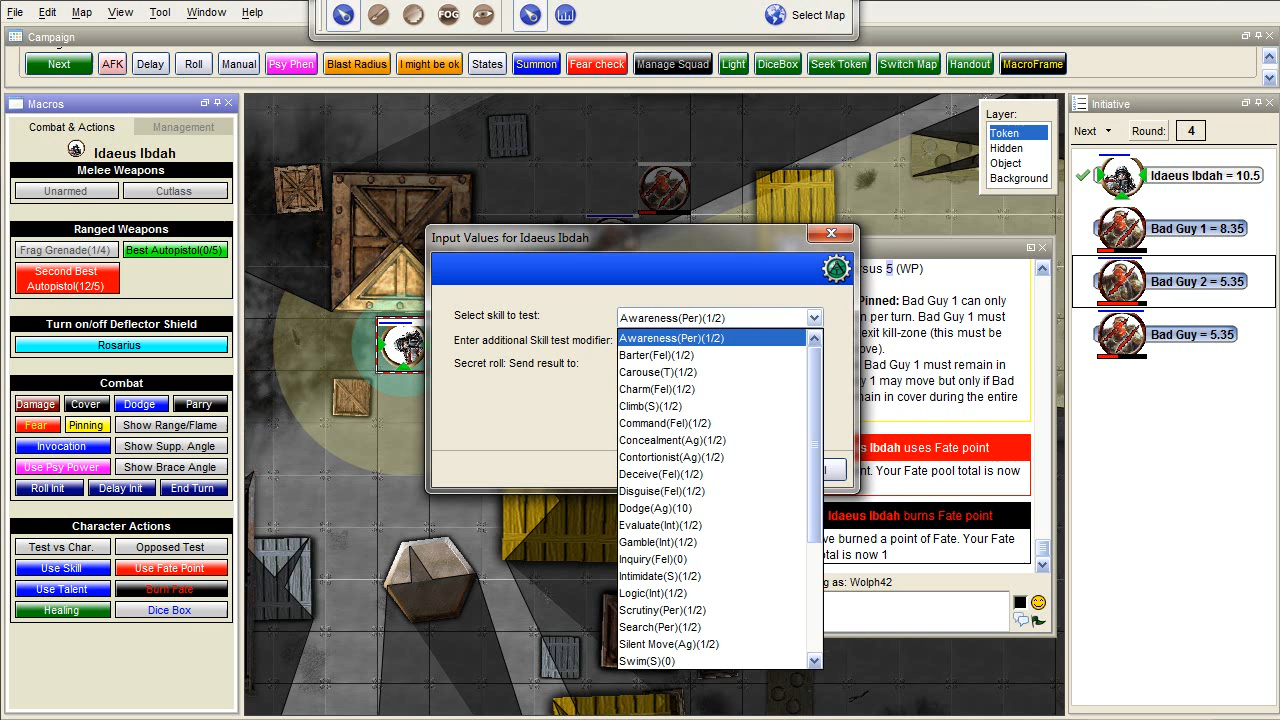 File Edit Map View Tool Window Help
FOG
Select Map
Campaign
Next AFK Delay Roll Manual Psy Phen Blast Radius I might be ok States Summon Fear check Manage Squad Light DiceBox Seek Token Switch Map Handout MacroFrame
Macros
Combat & Actions Management
Idaeus Ibdah
Melee Weapons
Unarmed Cutlass
Ranged Weapons
Frag Grenade(1/4) Best Autopistol(0/5)
Second Best
Autopistol(12/5)
Turn on/off Deflector Shield
Rosarius
Combat
Damage Cover Dodge Parry
Fear Pinning Show Range/Flame
Invocation Show Supp. Angle
Use Psy Power Show Brace Angle
Roll Init Delay Init End Turn
Character Actions
Test vs Char. Opposed Test
Use Skill Use Fate Point
Use Talent Burn Fate
Healing Dice Box
Layer:
Token
Hidden
Object
Background
Input Values for Idaeus Ibdah
Select skill to test:
Awareness(Per)(1/2)
Enter additional Skill test modifier:
Secret roll: Send result to:
Awareness(Per)(1/2)
Barter(Fel)(1/2)
Carouse(T)(1/2)
Charm(Fel)(1/2)
Climb(S)(1/2)
Command(Fel)(1/2)
Concealment(Ag)(1/2)
Contortionist(Ag)(1/2)
Deceive(Fel)(1/2)
Disguise(Fel)(1/2)
Dodge(Ag)(10)
Evaluate(Int)(1/2)
Gamble(Int)(1/2)
Inquiry(Fel)(0)
Intimidate(S)(1/2)
Logic(Int)(1/2)
Scrutiny(Per)(1/2)
Search(Per)(1/2)
Silent Move(Ag)(1/2)
Swim(S)(0)
5 (WP)
Pinned: Bad Guy 1 can only
per turn. Bad Guy 1 must
exit kill-zone (this must be
Bad Guy 1 must remain in
1 may move but only if Bad
in cover during the entire
Ibdah uses Fate point
Your Fate pool total is now
Idaeus Ibdah burns Fate point
burned a point of Fate. Your Fate
is now 1
as: Wolph42
Initiative
Next Round: 4
Idaeus Ibdah = 10.5
Bad Guy 1 = 8.35
Bad Guy 2 = 5.35
Bad Guy = 5.35